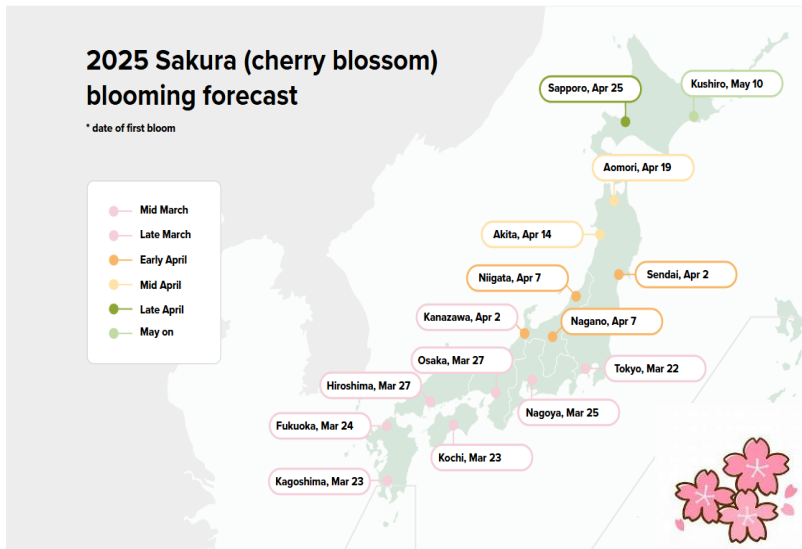 2025 Sakura (cherry blossom)
blooming forecast
* date of first bloom
Mid March
Late March
Early April
Mid April
Late April
May on
Sapporo, Apr 25
Kushiro, May 10
Aomori, Apr 19
Akita, Apr 14
Niigata, Apr 7
Sendai, Apr 2
Kanazawa, Apr 2
Nagano, Apr 7
Osaka, Mar 27
Tokyo, Mar 22
Hiroshima, Mar 27
Nagoya, Mar 25
Fukuoka, Mar 24
Kochi, Mar 23
Kagoshima, Mar 23